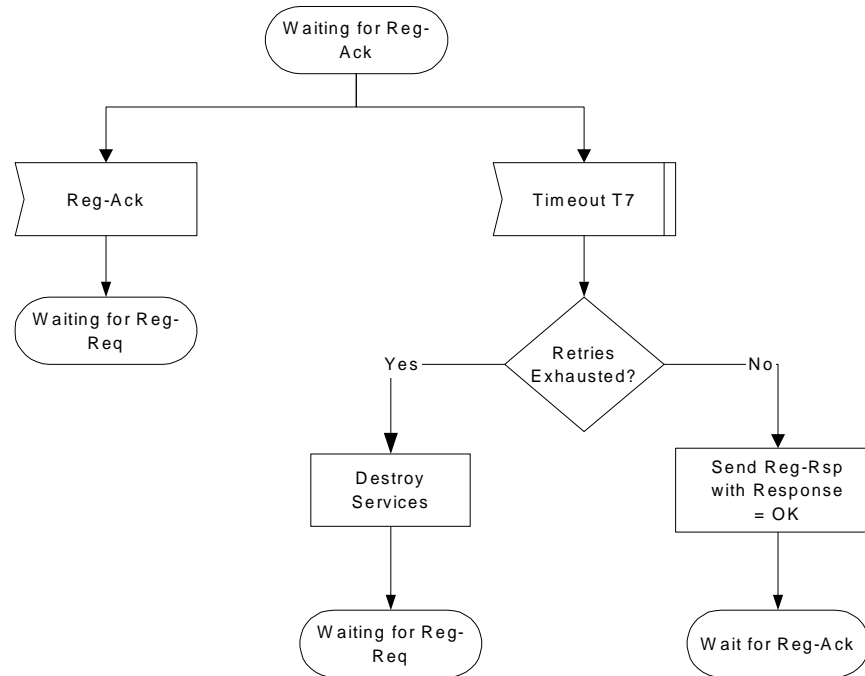 Waiting for Reg-
Ack
Reg-Ack
Timeout T7
Waiting for Reg-
Req
Retries
Exhausted?
Yes
No
Destroy
Services
Send Reg-Rsp
with Response
= OK
Waiting for Reg-
Req
Wait for Reg-Ack